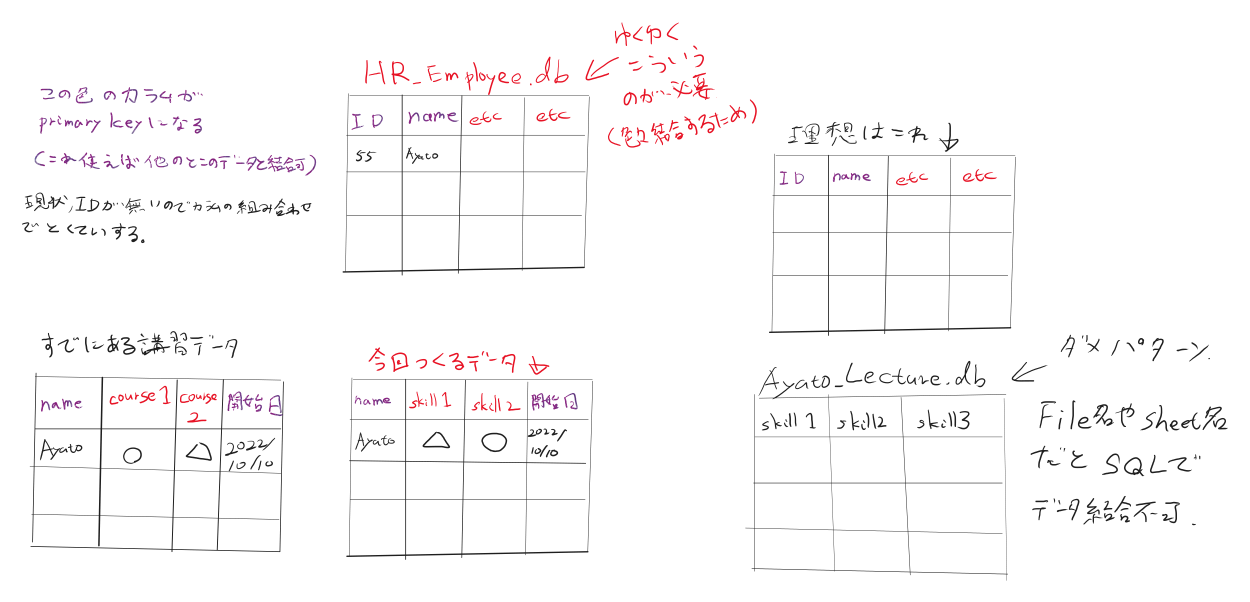 この色のカラムが
primary keyになる
(これ使えば他のとこのデータと結合可)
現状、IDが無いのでカラムの組み合わせ
でとくていする。
HR_Employee.db
ID name etc etc
55 Ayato
ゆくゆく
こういう
のが必要
(色々結合するため)
理想はこれ
ID name etc etc
すでにある講習データ
name course1 course 2 開始日
Ayato ○ △ 2022/
10/10
今回つくるデータ
name skill1 skill2 開始日
Ayato △ ○ 2022/
10/10
Ayato_Lecture.db
skill1 skill2 skill3
ダメパターン.
File名やsheet名
だとSQLで
データ結合不可.